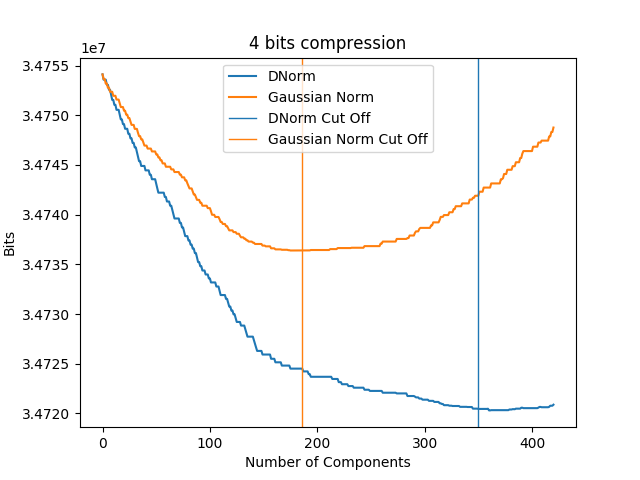 4 bits compression
1e7
3.4755
3.4750
3.4745
3.4740
3.4735
3.4730
3.4725
3.4720
Bits
DNorm
Gaussian Norm
DNorm Cut Off
Gaussian Norm Cut Off
0 100 200 300 400
Number of Components